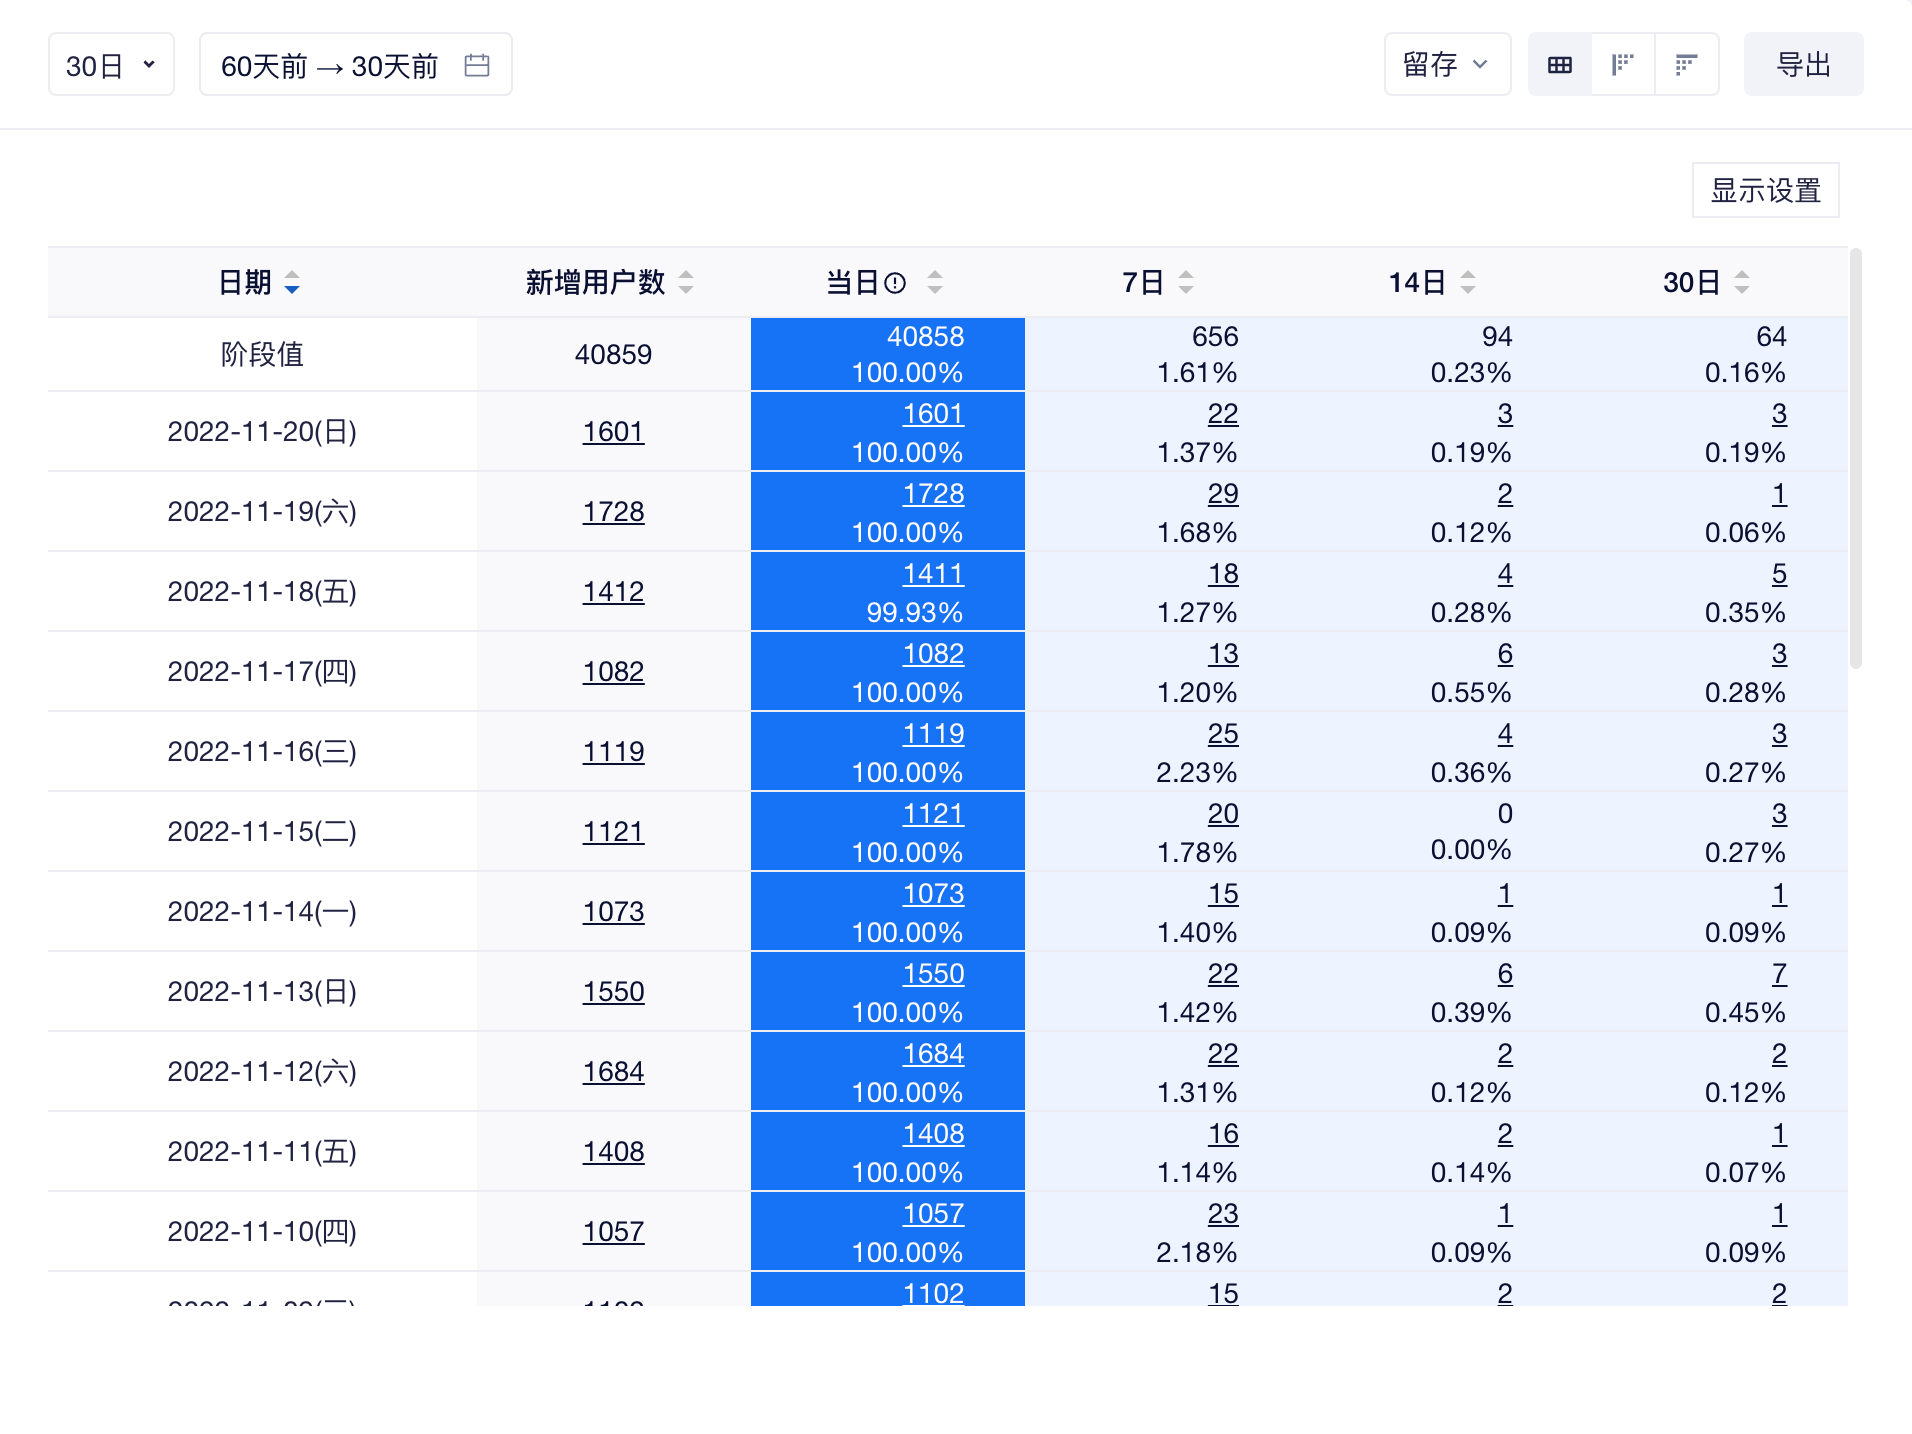 30日 60天前 → 30天前 留存 导出
显示设置
日期 新增用户数 当日 7日 14日 30日
阶段值 40859 40858 656 94 64
100.00% 1.61% 0.23% 0.16%
2022-11-20(日) 1601 1601 22 3 3
100.00% 1.37% 0.19% 0.19%
2022-11-19(六) 1728 1728 29 2 1
100.00% 1.68% 0.12% 0.06%
2022-11-18(五) 1412 1411 18 4 5
99.93% 1.27% 0.28% 0.35%
2022-11-17(四) 1082 1082 13 6 3
100.00% 1.20% 0.55% 0.28%
2022-11-16(三) 1119 1119 25 4 3
100.00% 2.23% 0.36% 0.27%
2022-11-15(二) 1121 1121 20 0 3
100.00% 1.78% 0.00% 0.27%
2022-11-14(一) 1073 1073 15 1 1
100.00% 1.40% 0.09% 0.09%
2022-11-13(日) 1550 1550 22 6 7
100.00% 1.42% 0.39% 0.45%
2022-11-12(六) 1684 1684 22 2 2
100.00% 1.31% 0.12% 0.12%
2022-11-11(五) 1408 1408 16 2 1
100.00% 1.14% 0.14% 0.07%
2022-11-10(四) 1057 1057 23 1 1
100.00% 2.18% 0.09% 0.09%
1102 15 2 2